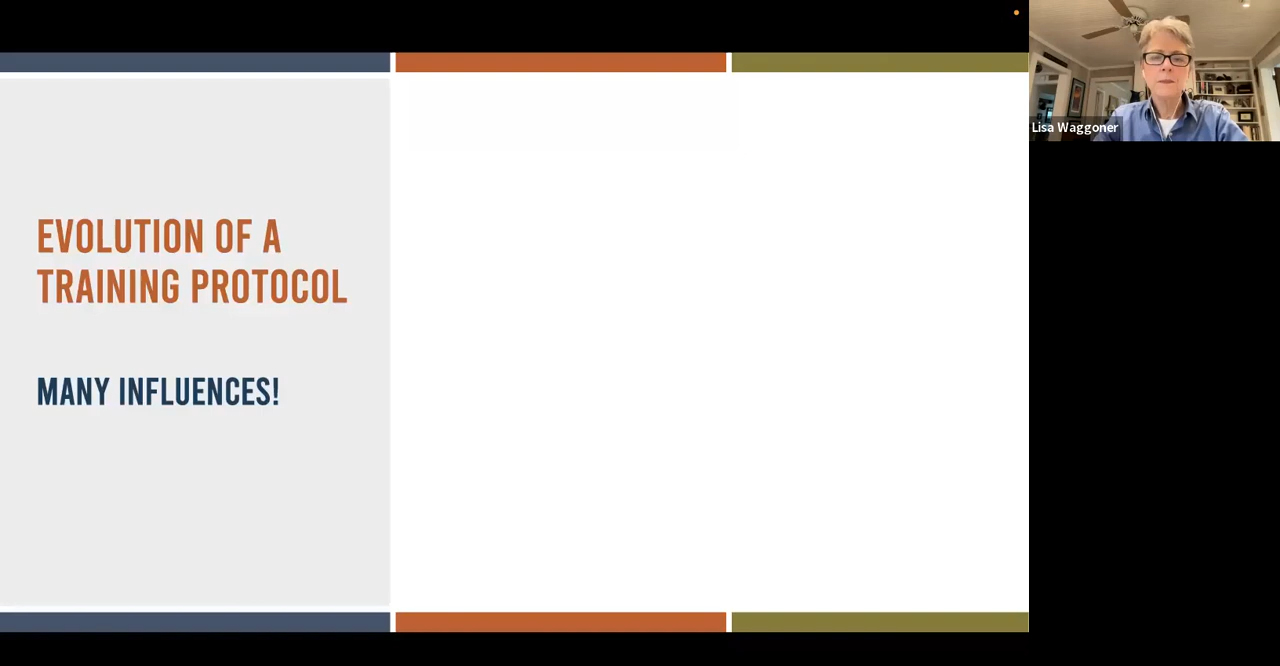 EVOLUTION OF A
TRAINING PROTOCOL
MANY INFLUENCES!
Lisa Waggoner